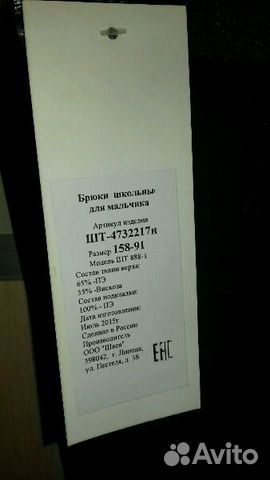 Брюки школьные
для мальчика
Артикул изделия
ШТ-4732217н
Размер 158-91
Модель ШТ 888-1
Состав ткани верха:
65% -ПЭ
35% -Вискоза
Состав подкладки:
100% - ПЭ
Дата изготовления:
Июль 2015г.
Сделано в России
Производитель
ООО "Швея"
398042, г. Липецк,
ул. Пестеля, д. 38
EAC
Avito